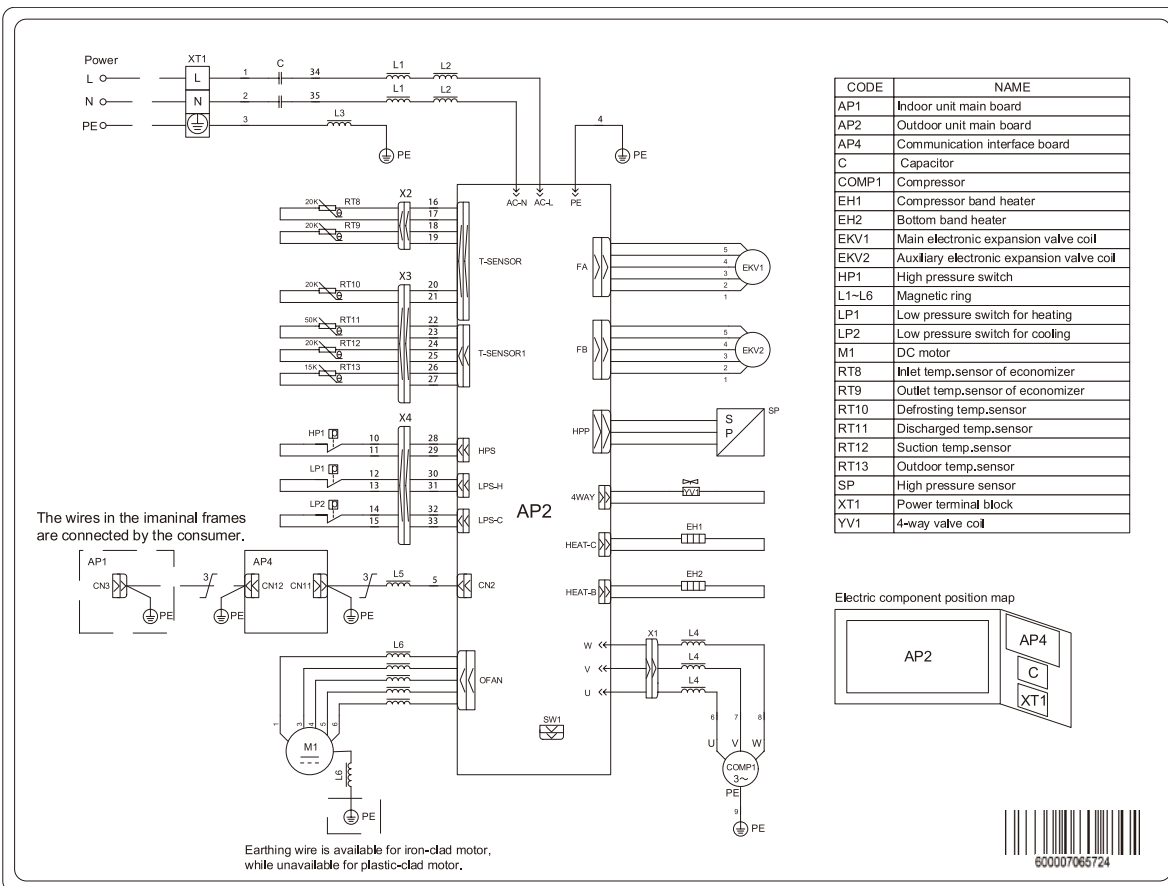 Power
XT1
L
L
1
C
34
L1
L2
N
N
2
35
L1
L2
PE
3
L3
PE
4
PE
AC-N
AC-L
PE
X2
20K
RT8
16
17
20K
RT9
18
19
T-SENSOR
X3
20K
RT10
20
21
50K
RT11
22
23
20K
RT12
24
25
15K
RT13
26
27
T-SENSOR1
X4
HP1
P
10
11
28
29
HPS
LP1
P
12
13
30
31
LPS-H
LP2
P
14
15
32
33
LPS-C
AP2
FA
5
4
3
2
1
EKV1
FB
5
4
3
2
1
EKV2
HPP
S
P
SP
4WAY
YV1
HEAT-C
EH1
HEAT-B
EH2
The wires in the imaninal frames
are connected by the consumer.
AP1
CN3
PE
3
AP4
CN12
CN11
PE
PE
3
L5
5
CN2
L6
OFAN
1
3
4
5
6
M1
L6
PE
Earthing wire is available for iron-clad motor,
while unavailable for plastic-clad motor.
SW1
W
V
U
X1
L4
L4
L4
6
7
8
U
V
W
COMP1
3~
PE
9
PE
CODE NAME
AP1 Indoor unit main board
AP2 Outdoor unit main board
AP4 Communication interface board
C Capacitor
COMP1 Compressor
EH1 Compressor band heater
EH2 Bottom band heater
EKV1 Main electronic expansion valve coil
EKV2 Auxiliary electronic expansion valve coil
HP1 High pressure switch
L1~L6 Magnetic ring
LP1 Low pressure switch for heating
LP2 Low pressure switch for cooling
M1 DC motor
RT8 Inlet temp.sensor of economizer
RT9 Outlet temp.sensor of economizer
RT10 Defrosting temp.sensor
RT11 Discharged temp.sensor
RT12 Suction temp.sensor
RT13 Outdoor temp.sensor
SP High pressure sensor
XT1 Power terminal block
YV1 4-way valve coil
Electric component position map
AP2
AP4
C
XT1
600007065724